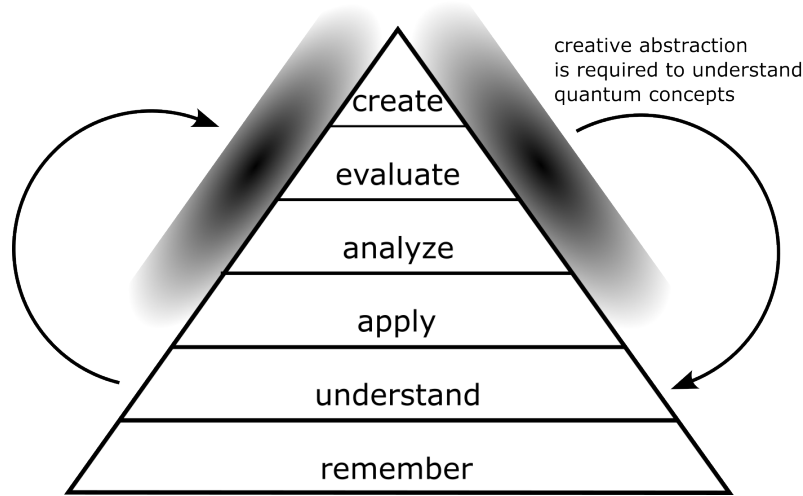 creative abstraction
is required to understand
quantum concepts
create
evaluate
analyze
apply
understand
remember